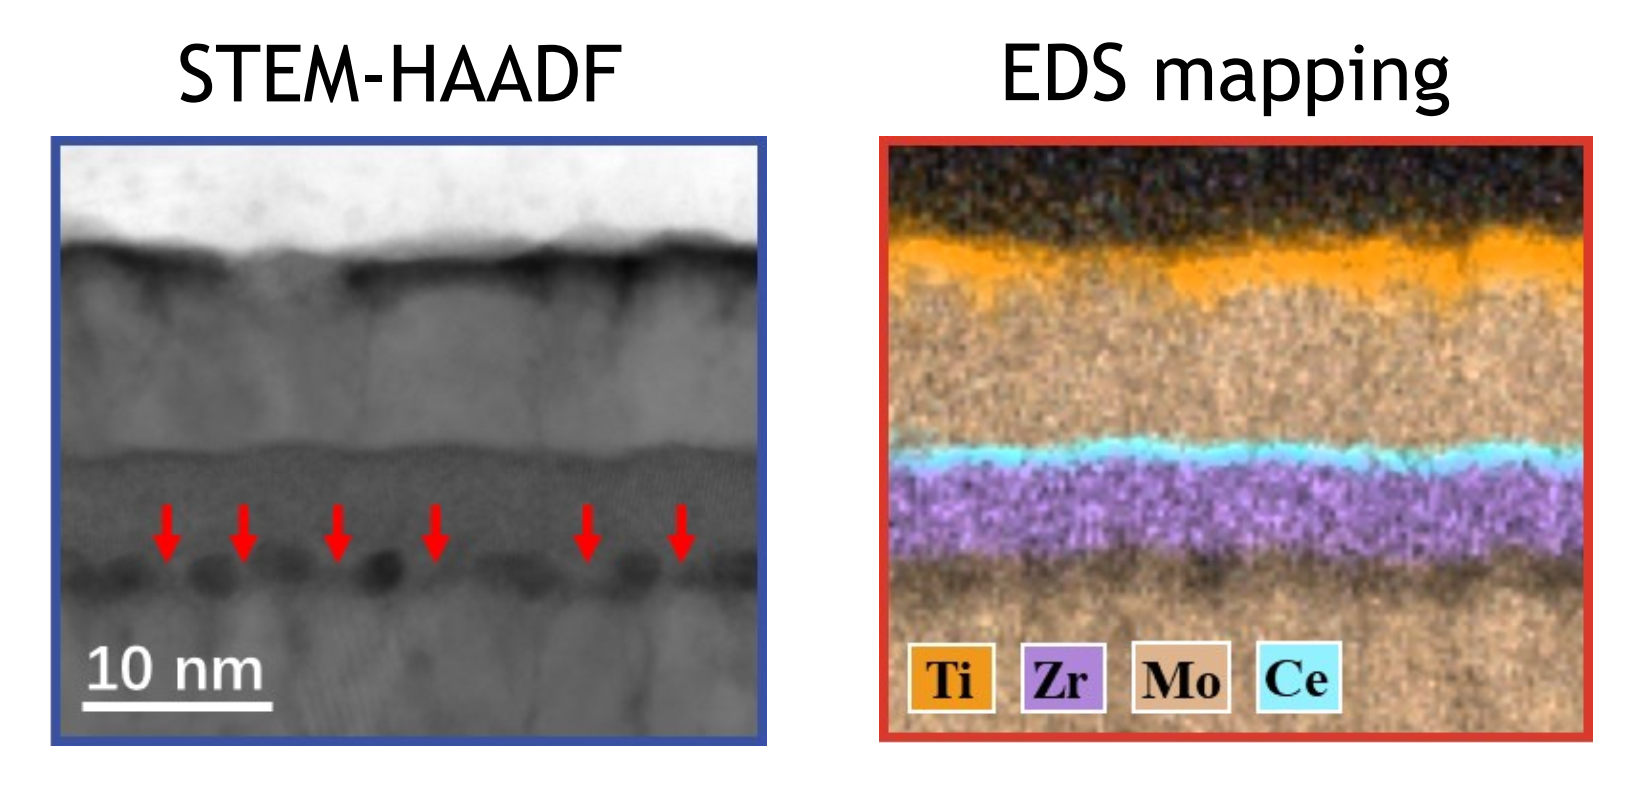 STEM-HAADF
EDS mapping
10 nm
Ti Zr Mo Ce